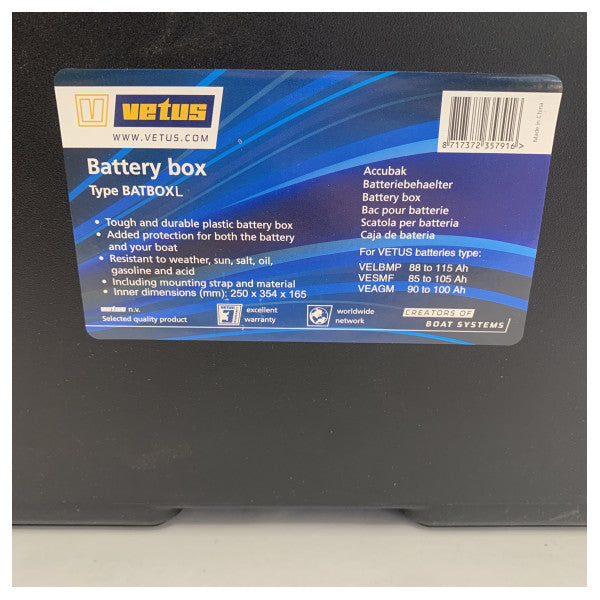 V vetus
WWW.VETUS.COM
8 717372 357916 >
Made in China
Battery box
Type BATBOXL
• Tough and durable plastic battery box
• Added protection for both the battery
and your boat
• Resistant to weather, sun, salt, oil,
gasoline and acid
• Including mounting strap and material
• Inner dimensions (mm): 250 x 354 x 165
Accubak
Batteriebehaelter
Battery box
Bac pour batterie
Scatola per batteria
Caja de bateria
For VETUS batteries type:
VELBMP 88 to 115 Ah
VESMF 85 to 105 Ah
VEAGM 90 to 100 Ah
vetus n.v.
Selected quality product
VETUS
3
excellent
warranty
worldwide
network
CREATORS OF
BOAT SYSTEMS